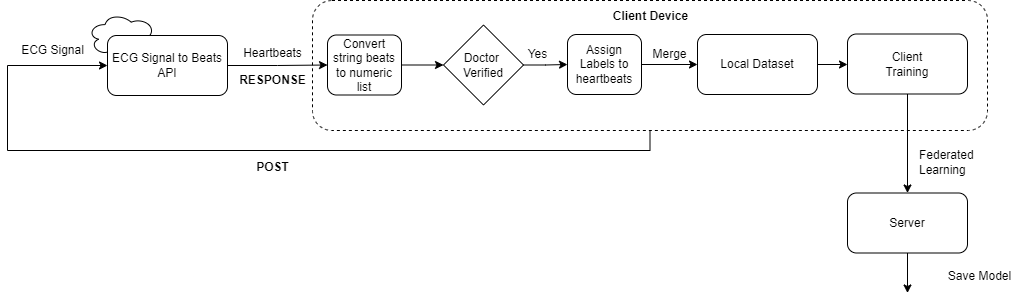 Client Device
ECG Signal
ECG Signal to Beats
API
Heartbeats
RESPONSE
Convert
string beats
to numeric
list
Doctor
Verified
Yes
Assign
Labels to
heartbeats
Merge
Local Dataset
Client
Training
POST
Federated
Learning
Server
Save Model